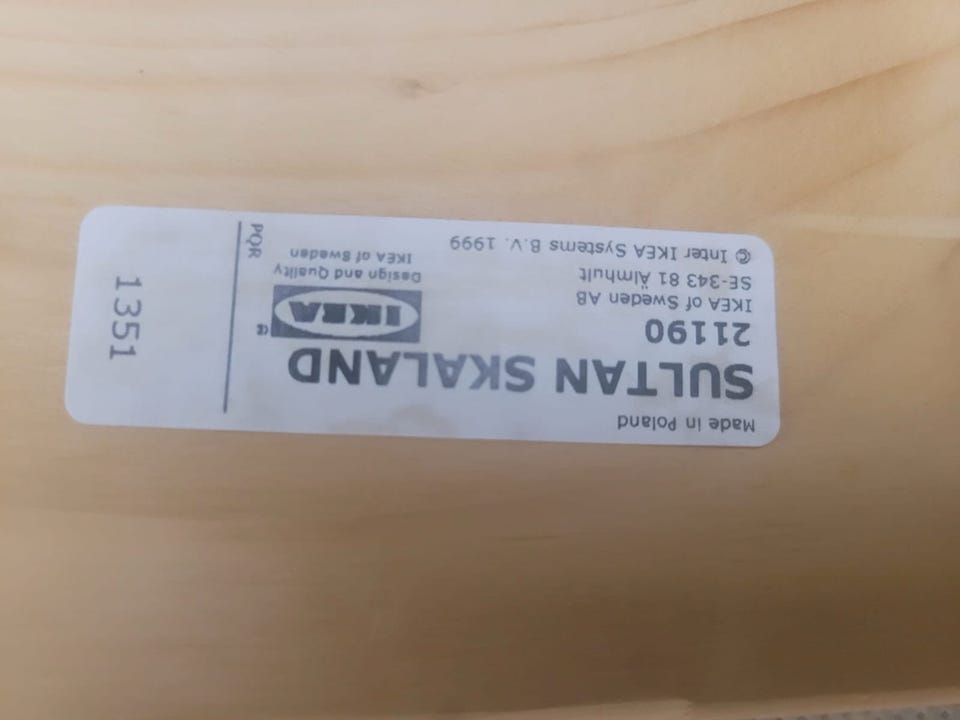 Made in Poland
SULTAN SKALAND
21190
IKEA of Sweden AB
SE-343 81 Älmhult
© Inter IKEA Systems B.V. 1999
IKEA
Design and Quality
IKEA of Sweden
PQR
1351